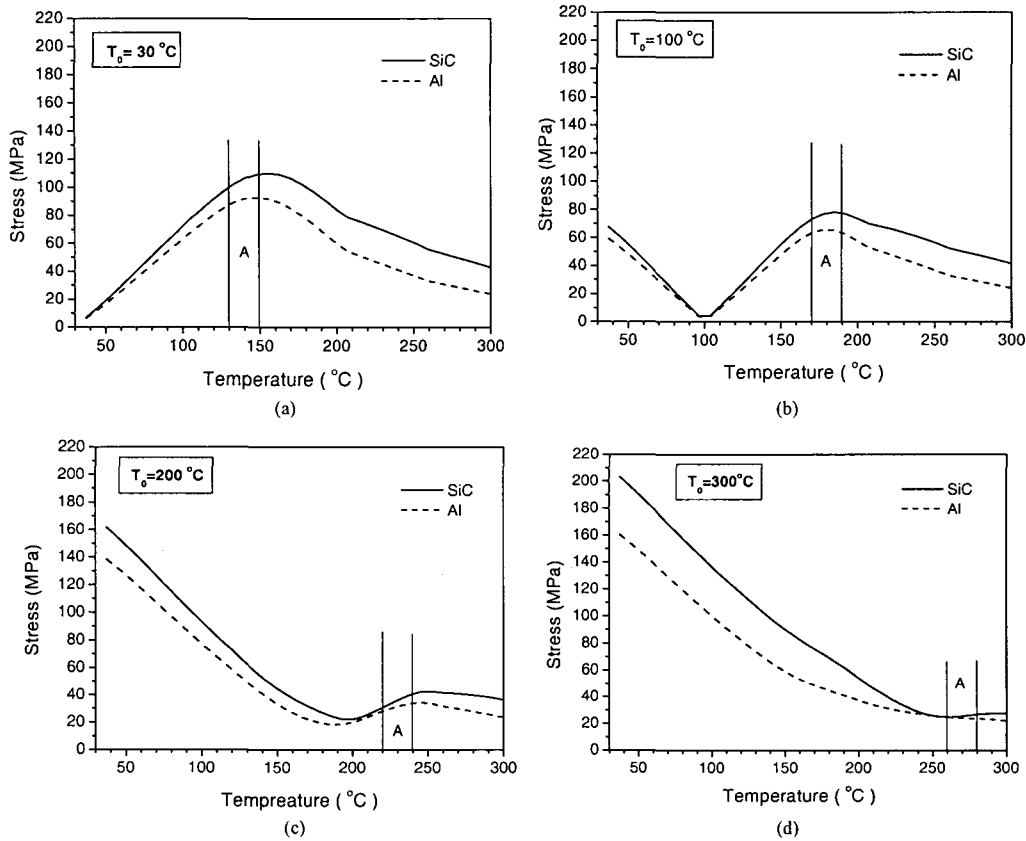 T0= 30 °C
SiC
Al
A
Stress (MPa)
220
200
180
160
140
120
100
80
60
40
20
0
50 100 150 200 250 300
Temperature ( °C )
(a)
T0=100 °C
SiC
Al
A
Stress (MPa)
220
200
180
160
140
120
100
80
60
40
20
0
50 100 150 200 250 300
Temperature ( °C )
(b)
T0=200 °C
SiC
Al
A
Stress (MPa)
220
200
180
160
140
120
100
80
60
40
20
0
50 100 150 200 250 300
Tempreature ( °C )
(c)
T0=300°C
SiC
Al
A
Stress (MPa)
220
200
180
160
140
120
100
80
60
40
20
0
50 100 150 200 250 300
Temperature ( °C )
(d)